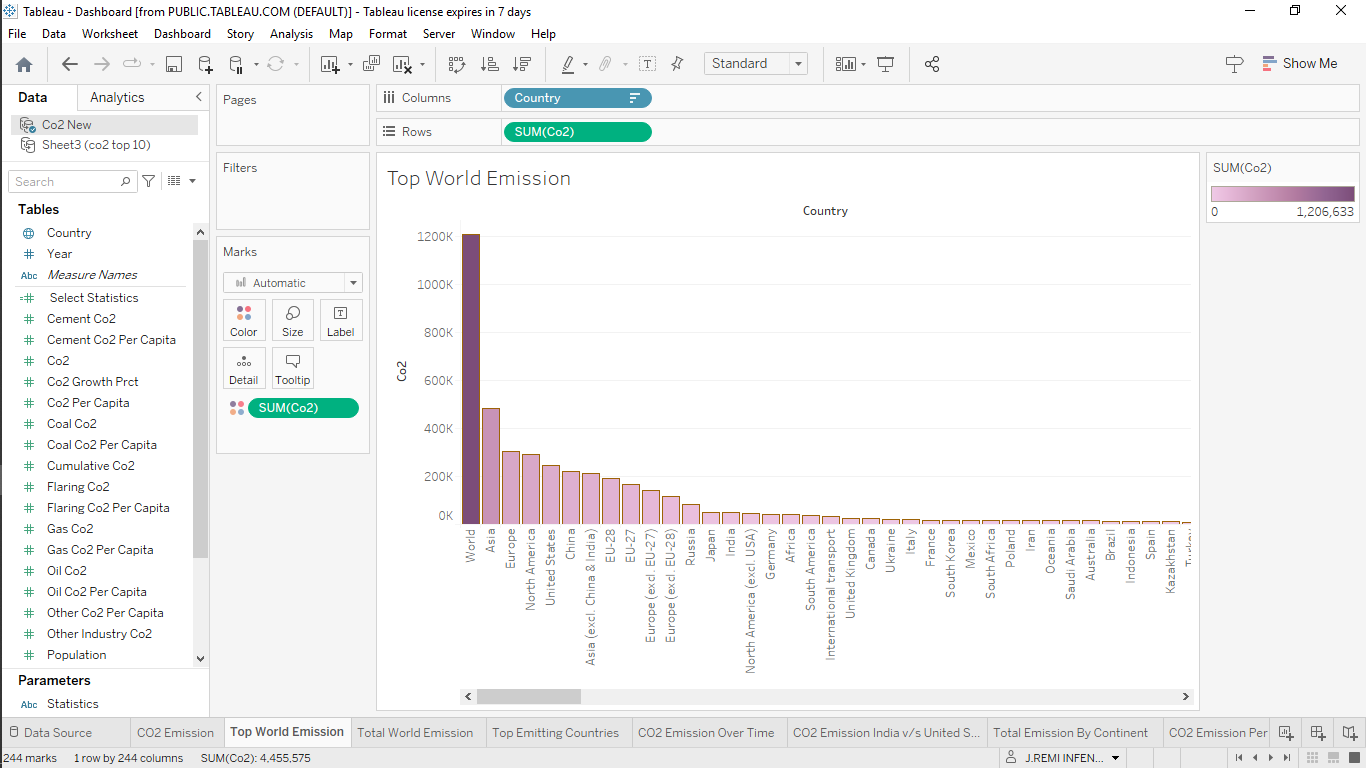 Tableau - Dashboard [from PUBLIC.TABLEAU.COM (DEFAULT)] - Tableau license expires in 7 days
File Data Worksheet Dashboard Story Analysis Map Format Server Window Help
Standard
Show Me
Data Analytics
Co2 New
Sheet3 (co2 top 10)
Search
Tables
Country
Year
Abc Measure Names
Select Statistics
Cement Co2
Cement Co2 Per Capita
Co2
Co2 Growth Prct
Co2 Per Capita
Coal Co2
Coal Co2 Per Capita
Cumulative Co2
Flaring Co2
Flaring Co2 Per Capita
Gas Co2
Gas Co2 Per Capita
Oil Co2
Oil Co2 Per Capita
Other Co2 Per Capita
Other Industry Co2
Population
Parameters
Abc Statistics
Pages
Filters
Marks
Automatic
Color Size Label
Detail Tooltip
SUM(Co2)
Columns Country
Rows SUM(Co2)
Top World Emission
Country
Co2
1200K
1000K
800K
600K
400K
200K
0K
World
Asia
Europe
North America
United States
China
Asia (excl. China & India)
EU-28
EU-27
Europe (excl. EU-27)
Europe (excl. EU-28)
Russia
Japan
India
North America (excl. USA)
Germany
Africa
South America
International transport
United Kingdom
Canada
Ukraine
Italy
France
South Korea
Mexico
South Africa
Poland
Iran
Oceania
Saudi Arabia
Australia
Brazil
Indonesia
Spain
Kazakhstan
SUM(Co2)
0 1,206,633
Data Source CO2 Emission Top World Emission Total World Emission Top Emitting Countries CO2 Emission Over Time CO2 Emission India v/s United S... Total Emission By Continent CO2 Emission Per
244 marks 1 row by 244 columns SUM(Co2): 4,455,575 J.REMI INFEN...